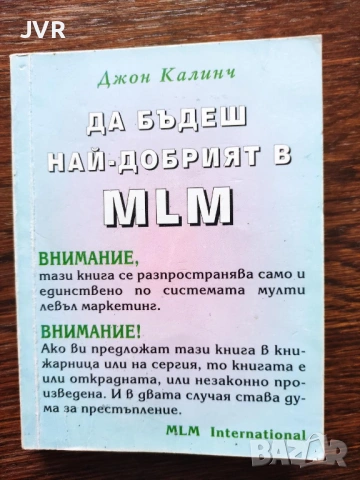 JVR
Джон Калинч
ДА БЪДЕШ
НАЙ-ДОБРИЯТ В
MLM
ВНИМАНИЕ,
тази книга се разпространява само и
единствено по системата мулти
левъл маркетинг.
ВНИМАНИЕ!
Ако ви предложат тази книга в кни-
жарница или на сергия, то книгата е
или открадната, или незаконно про-
изведена. И в двата случая става ду-
ма за престъпление.
MLM International
BAZAR